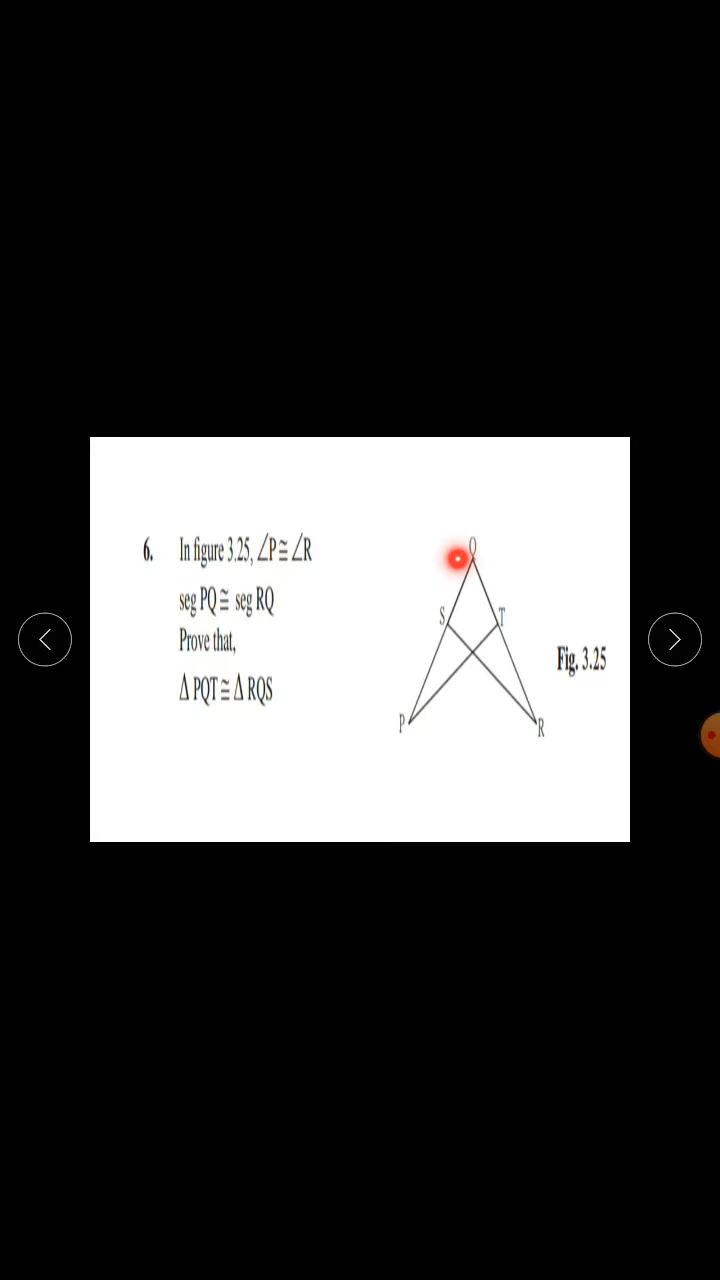 6. In figure 3.25, ∠P ≅ ∠R
seg PQ ≅ seg RQ
Prove that,
Δ PQT ≅ Δ RQS
Q
S
T
P
R
Fig. 3.25